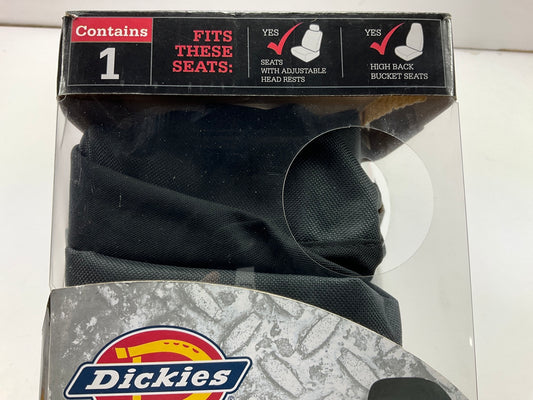 Contains
1
FITS
THESE
SEATS:
YES
SEATS
WITH ADJUSTABLE
HEAD RESTS
YES
HIGH BACK
BUCKET SEATS
Dickies